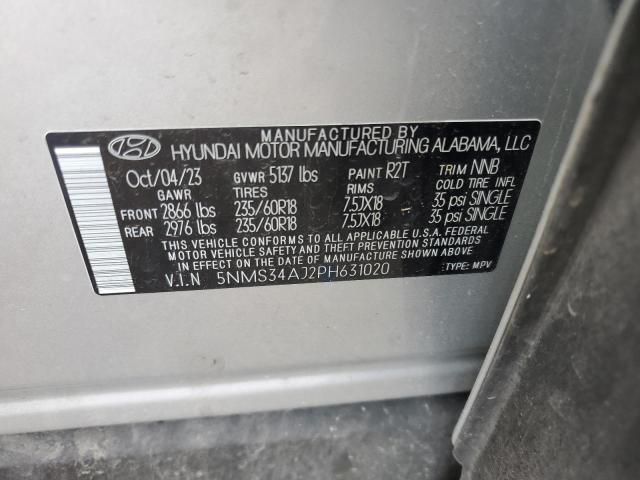 MANUFACTURED BY
HYUNDAI MOTOR MANUFACTURING ALABAMA, LLC
Oct/04/23 GVWR 5137 lbs PAINT R2T TRIM NNB
GAWR TIRES RIMS COLD TIRE INFL
FRONT 2866 lbs 235/60R18 7.5JX18 35 psi SINGLE
REAR 2976 lbs 235/60R18 7.5JX18 35 psi SINGLE
THIS VEHICLE CONFORMS TO ALL APPLICABLE U.S.A. FEDERAL
MOTOR VEHICLE SAFETY, BUMPER, AND THEFT PREVENTION STANDARDS
IN EFFECT ON THE DATE OF MANUFACTURE SHOWN ABOVE.
V.I.N 5NMS34AJ2PH631020 TYPE: MPV